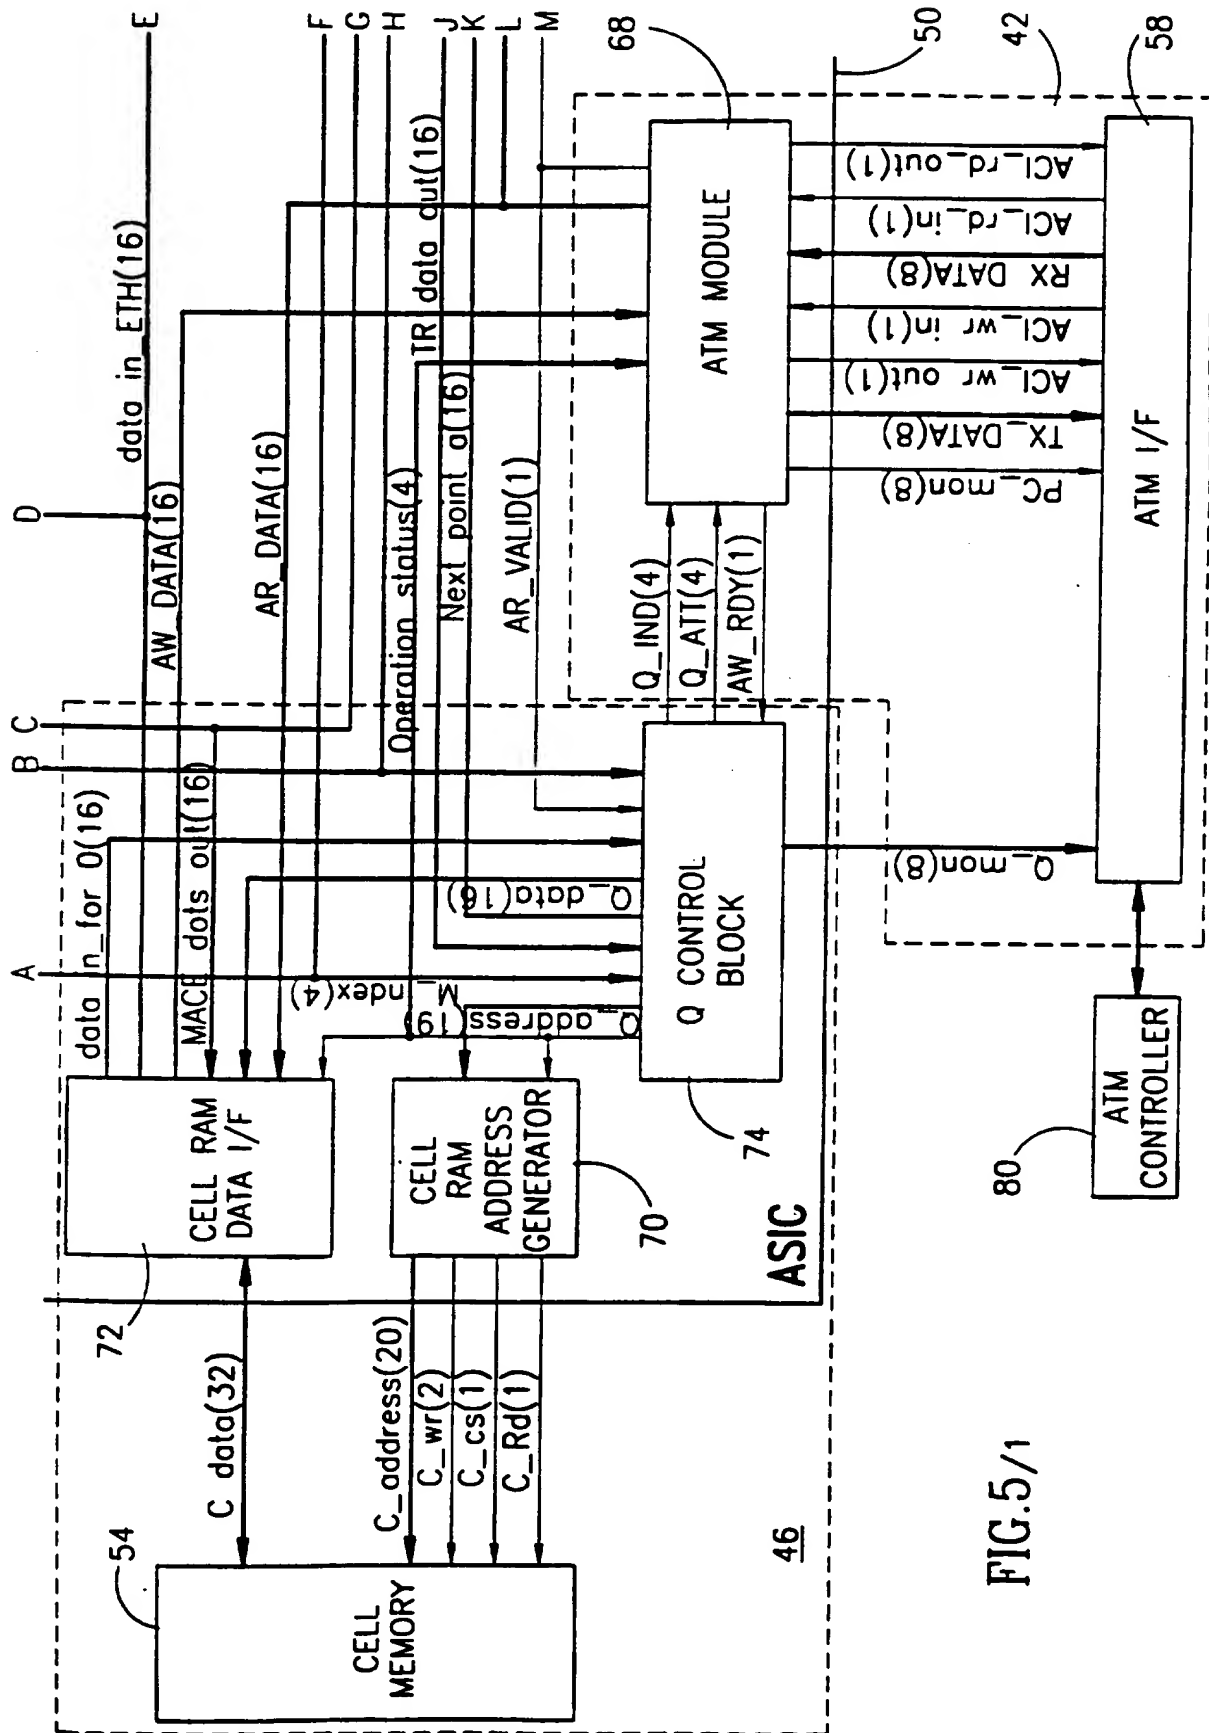 D
data in_ETH(16)
E
AW_DATA(16)
AR_DATA(16)
F
G
H
J
K
L
M
A
B
C
data in_for Q(16)
MACE dots out(16)
M_ndex(4)
Operation status(4)
TR data out(16)
Next point a(16)
AR_VALID(1)
Q_data(16)
Q_address
(19)
72
CELL RAM
DATA I/F
CELL
RAM
ADDRESS
GENERATOR
70
Q CONTROL
BLOCK
74
ASIC
Q_IND(4)
Q_ATT(4)
AW_RDY(1)
ATM MODULE
68
50
42
58
PC_mon(8)
TX_DATA(8)
ACI_wr out(1)
ACI_wr in(1)
RX DATA(8)
ACI_rd_in(1)
ACI_rd_out(1)
ATM I/F
Q_mon(8)
80
ATM
CONTROLLER
C data(32)
C_address(20)
C_wr(2)
C_cs(1)
C_Rd(1)
54
CELL
MEMORY
46
FIG.5/1